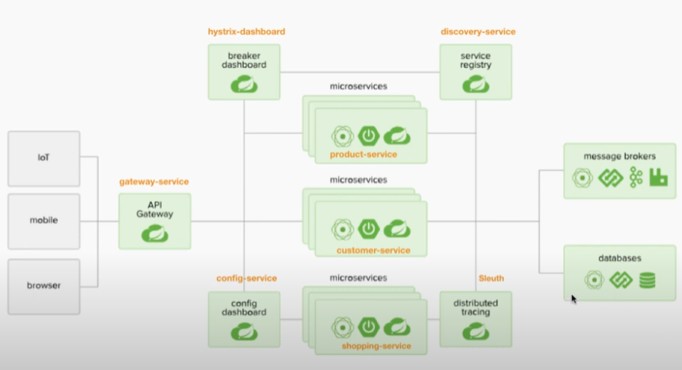 hystrix-dashboard
discovery-service
breaker
dashboard
service
registry
microservices
product-service
IoT
mobile
browser
gateway-service
API
Gateway
microservices
customer-service
message brokers
databases
config-service
config
dashboard
microservices
shopping-service
Sleuth
distributed
tracing